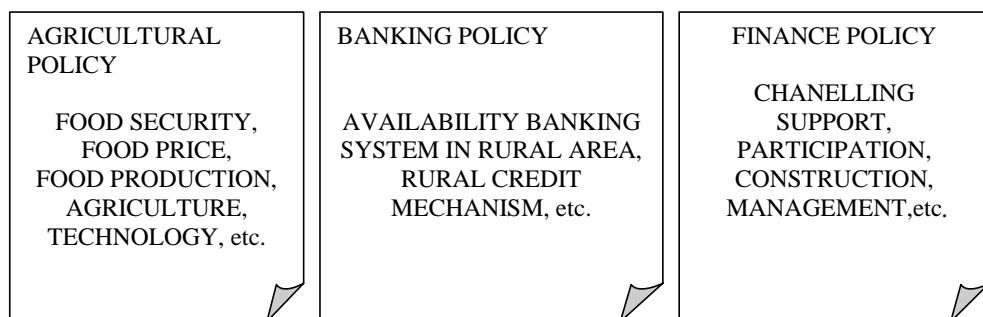 AGRICULTURAL
POLICY
FOOD SECURITY,
FOOD PRICE,
FOOD PRODUCTION,
AGRICULTURE,
TECHNOLOGY, etc.
BANKING POLICY
AVAILABILITY BANKING
SYSTEM IN RURAL AREA,
RURAL CREDIT
MECHANISM, etc.
FINANCE POLICY
CHANELLING
SUPPORT,
PARTICIPATION,
CONSTRUCTION,
MANAGEMENT,etc.